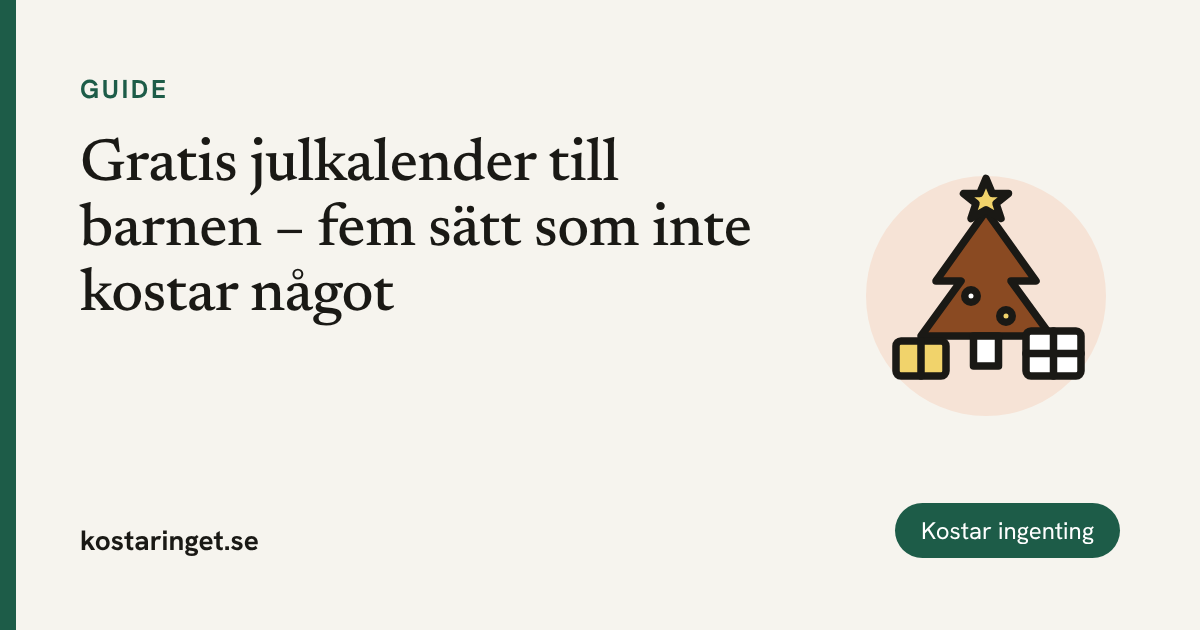 GUIDE
Gratis julkalender till
barnen – fem sätt som inte
kostar något
kostaringet.se
Kostar ingenting